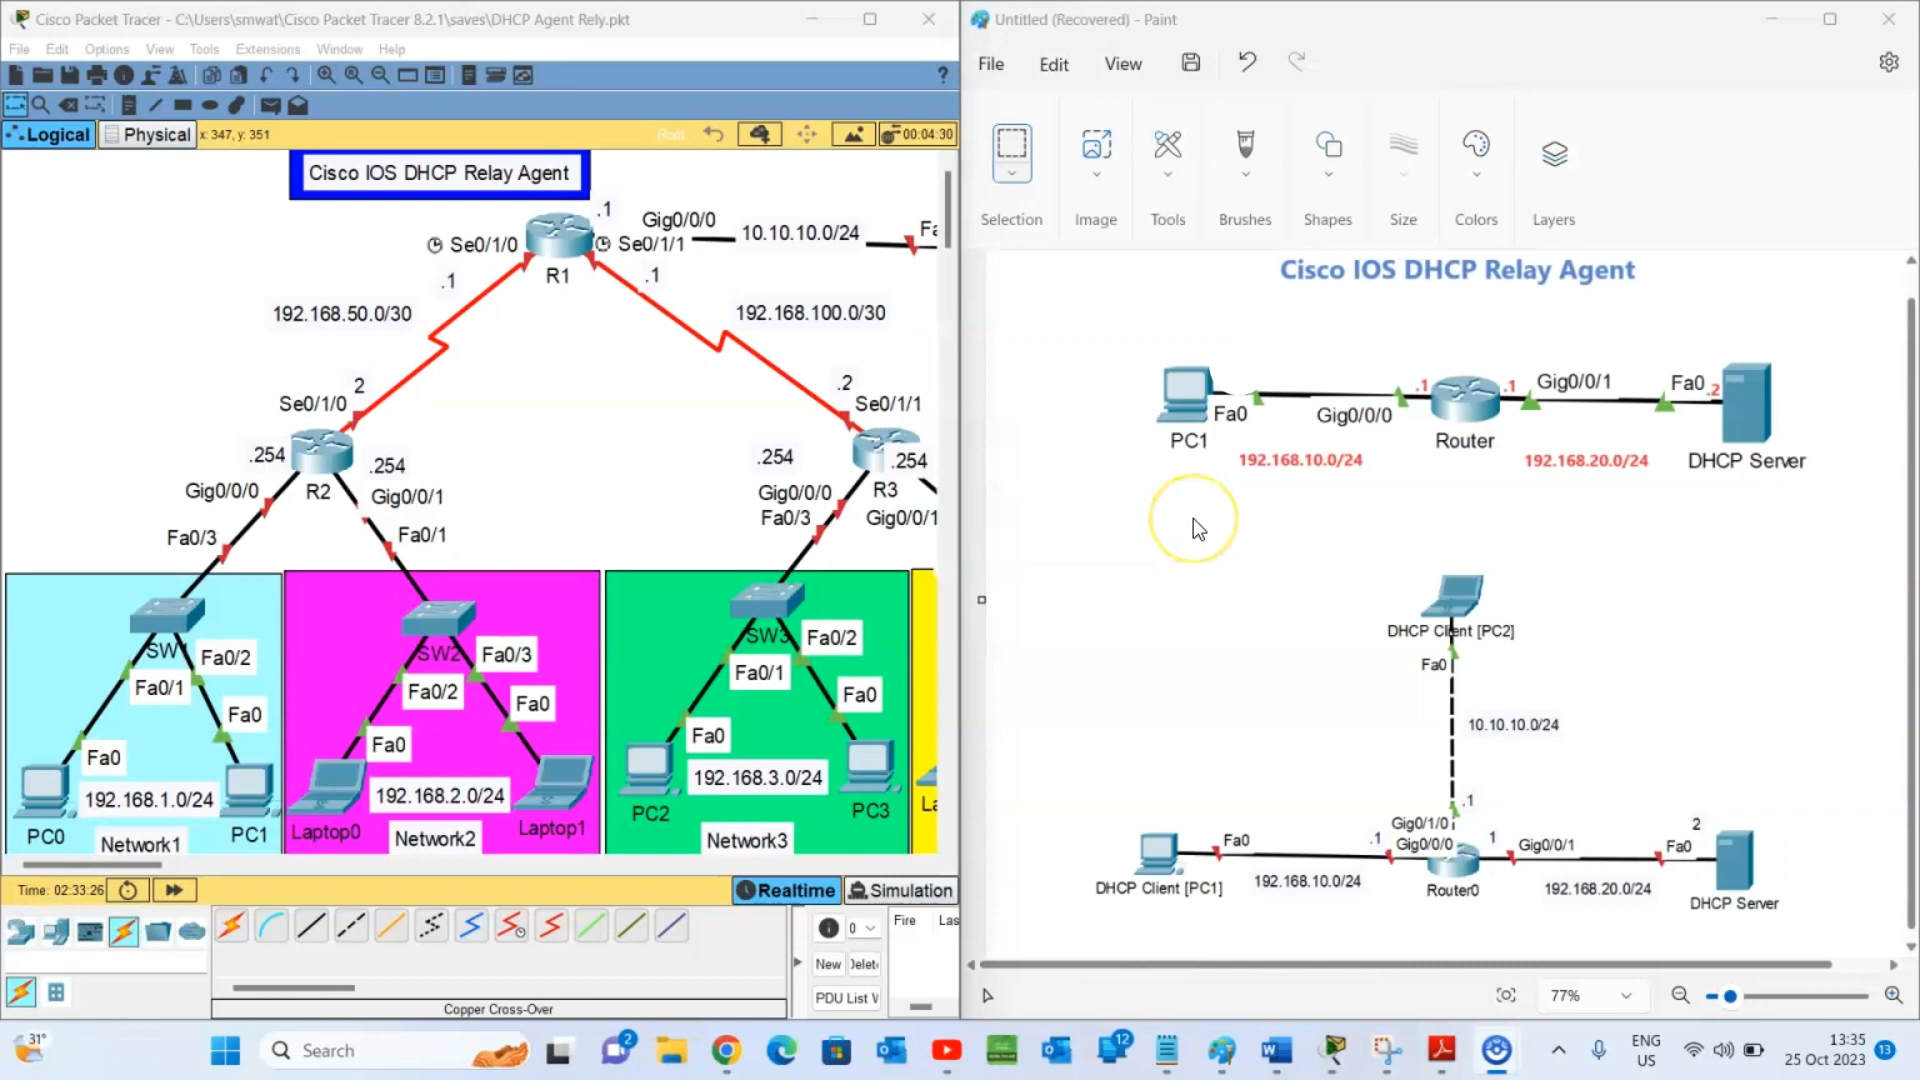 Cisco Packet Tracer - C:\Users\smwat\Cisco Packet Tracer 8.2.1\saves\DHCP Agent Rely.pkt
File Edit Options View Tools Extensions Window Help
Logical Physical x: 347, y: 351 Root 00:04:30
Cisco IOS DHCP Relay Agent
.1
Gig0/0/0
Se0/1/0
Se0/1/1
10.10.10.0/24
R1
.1
.1
192.168.50.0/30
192.168.100.0/30
2
.2
Se0/1/0
Se0/1/1
.254
.254
.254
.254
Gig0/0/0
R2
Gig0/0/1
Gig0/0/0
R3
Fa0/3
Fa0/1
Fa0/3
Gig0/0/1
SW1
Fa0/2
SW2
Fa0/3
SW3
Fa0/2
Fa0/1
Fa0/2
Fa0/1
Fa0
Fa0
Fa0
Fa0
Fa0
Fa0
192.168.1.0/24
192.168.2.0/24
192.168.3.0/24
PC0
Network1
PC1
Laptop0
Network2
Laptop1
PC2
Network3
PC3
Time: 02:33:26
Realtime
Simulation
0
Fire
New
PDU List
Copper Cross-Over
Untitled (Recovered) - Paint
File Edit View
Selection Image Tools Brushes Shapes Size Colors Layers
Cisco IOS DHCP Relay Agent
.1
.1
Gig0/0/1
Fa0
.2
Fa0
Gig0/0/0
PC1
Router
DHCP Server
192.168.10.0/24
192.168.20.0/24
DHCP Client [PC2]
Fa0
10.10.10.0/24
.1
Gig0/1/0
Fa0
.1
Gig0/0/0
1
Gig0/0/1
2
Fa0
DHCP Client [PC1]
192.168.10.0/24
Router0
192.168.20.0/24
DHCP Server
77%
31°
Search
2
12
ENG
US
13:35
25 Oct 2023
13